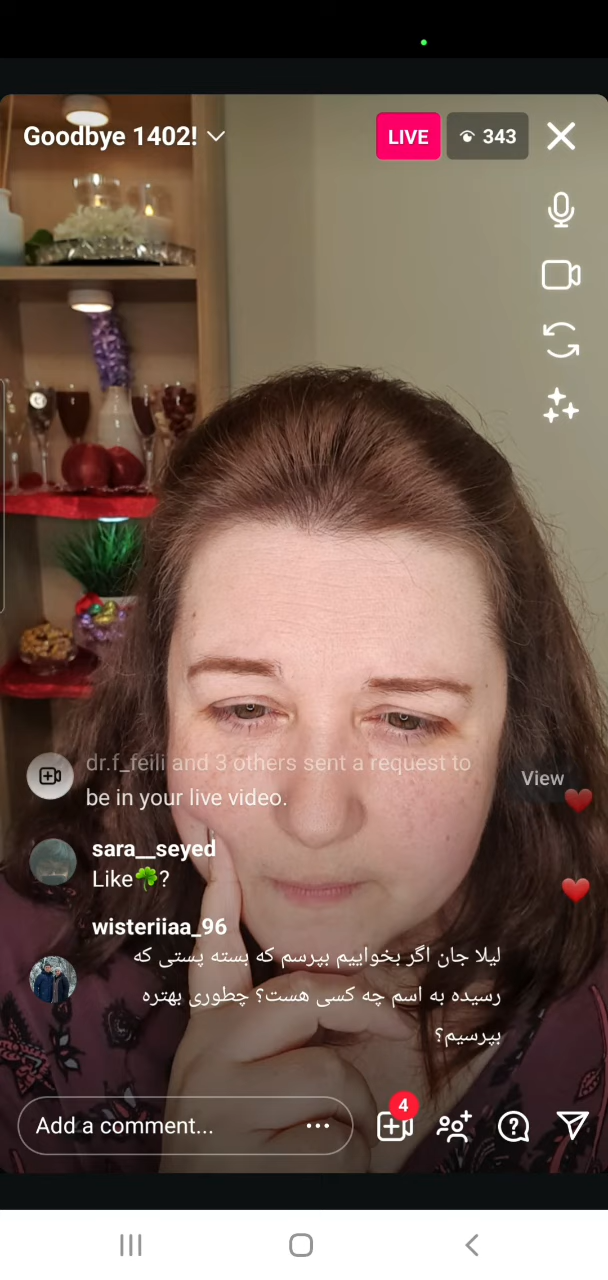 Goodbye 1402!
LIVE
343
dr.f_feili and 3 others sent a request to
be in your live video.
View
sara__seyed
Like☘️?
wisteriiaa_96
لیلا جان اگر بخواییم بپرسم که بسته پستی که
رسیده به اسم چه کسی هست؟ چطوری بهتره
بپرسیم؟
Add a comment...
4